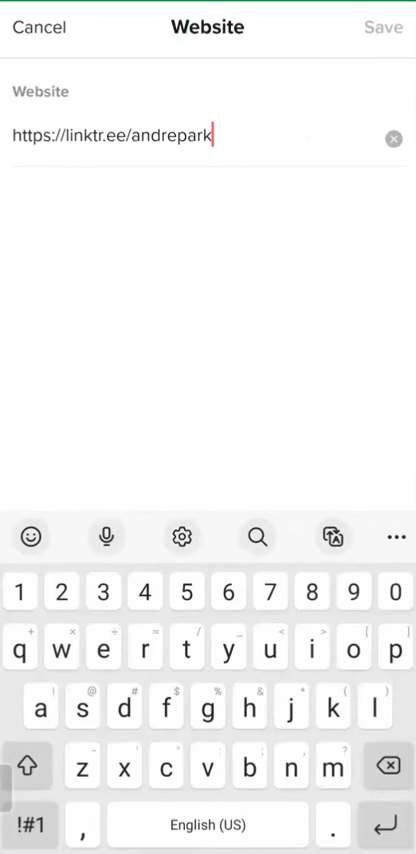 Cancel Website Save
Website
https://linktr.ee/andrepark
1 2 3 4 5 6 7 8 9 0
+ × ÷ = / _ < > [ ]
q w e r t y u i o p
! @ # $ % & * ( )
a s d f g h j k l
- ' " : ; ?
z x c v b n m
!#1 , English (US) .